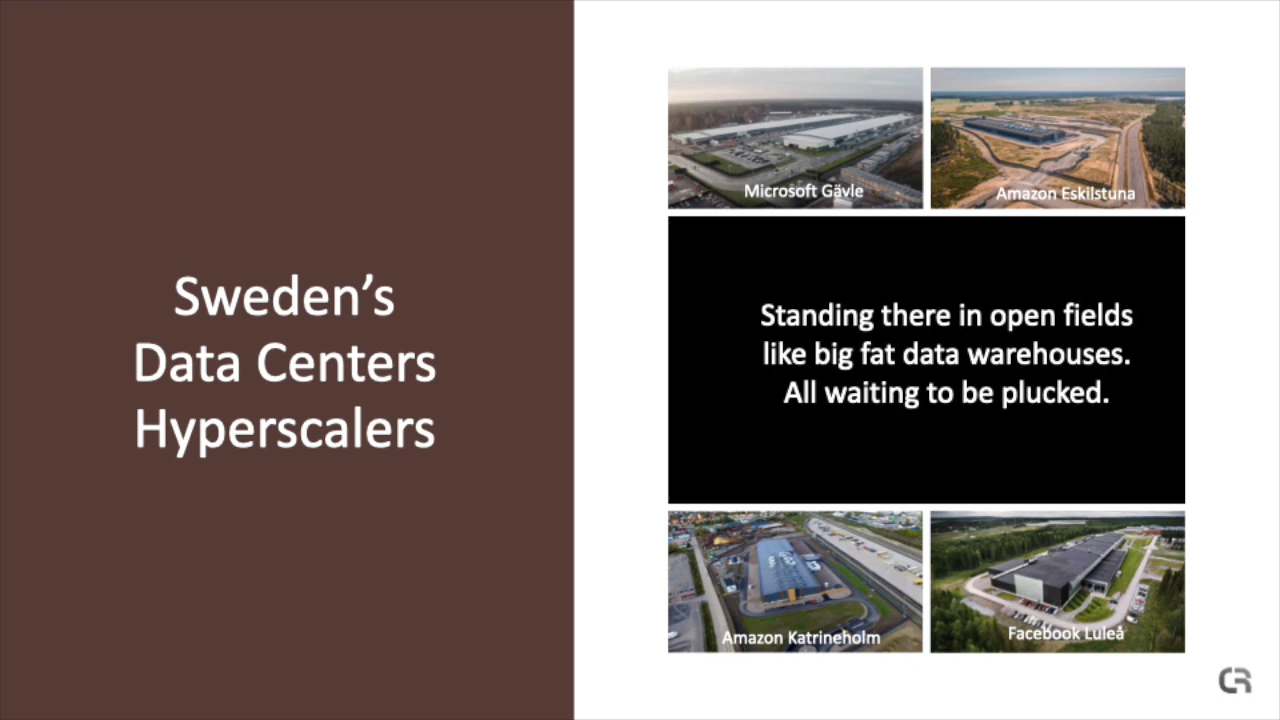 Sweden’s
Data Centers
Hyperscalers
Microsoft Gävle
Amazon Eskilstuna
Standing there in open fields
like big fat data warehouses.
All waiting to be plucked.
Amazon Katrineholm
Facebook Luleå
CR